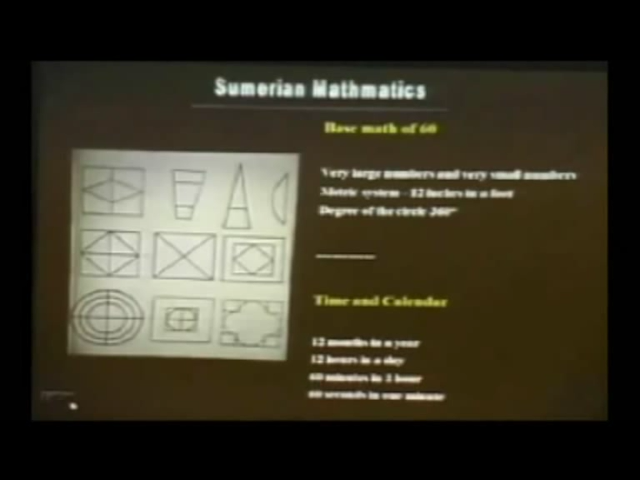 Sumerian Mathmatics
Base math of 60
Very large numbers and very small numbers
Metric system - 12 inches in a foot
Degree of the circle 360°
Time and Calendar
12 months in a year
12 hours in a day
60 minutes in 1 hour
60 seconds in one minute